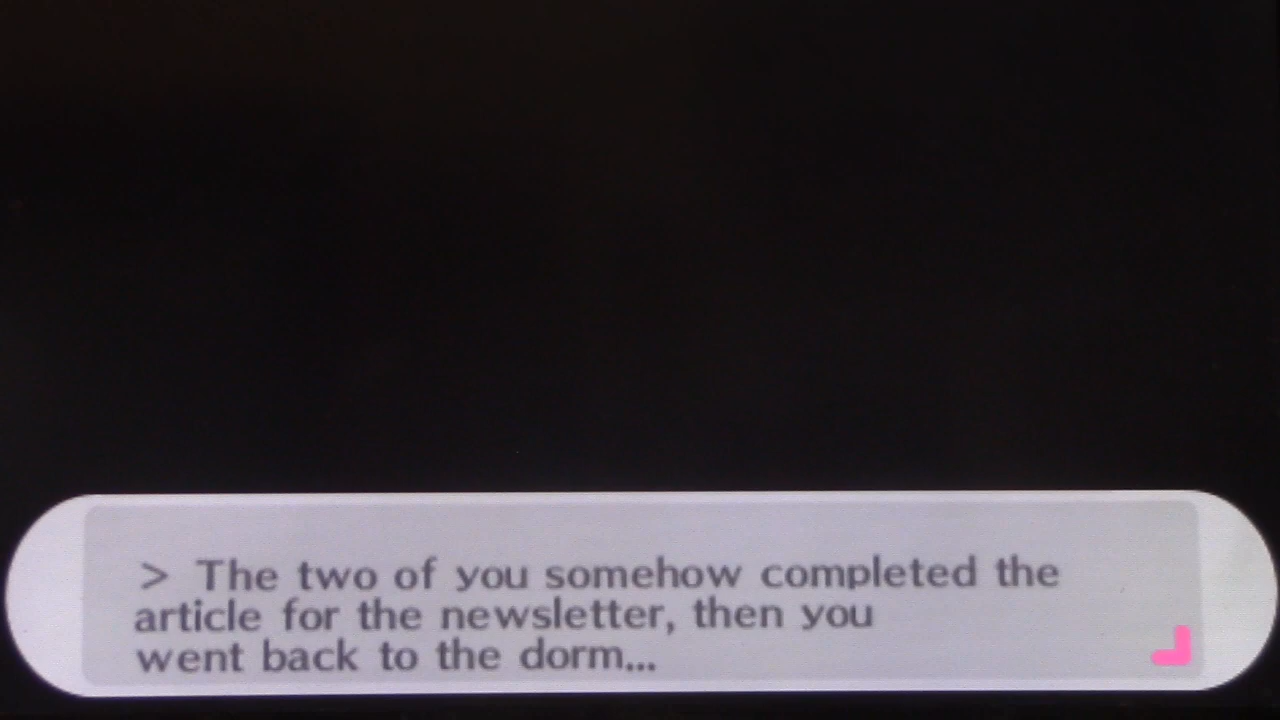 > The two of you somehow completed the
article for the newsletter, then you
went back to the dorm...